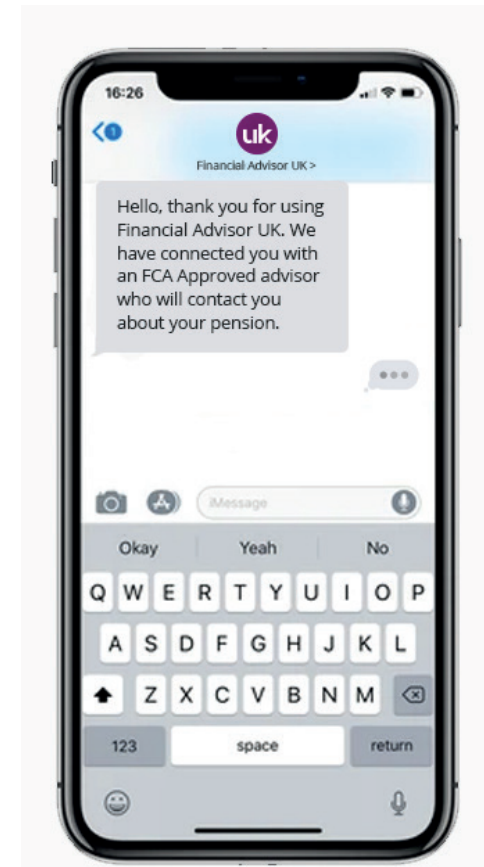 16:26
1
uk
Financial Advisor UK >
Hello, thank you for using
Financial Advisor UK. We
have connected you with
an FCA Approved advisor
who will contact you
about your pension.
iMessage
Okay Yeah No
Q W E R T Y U I O P
A S D F G H J K L
Z X C V B N M
123 space return